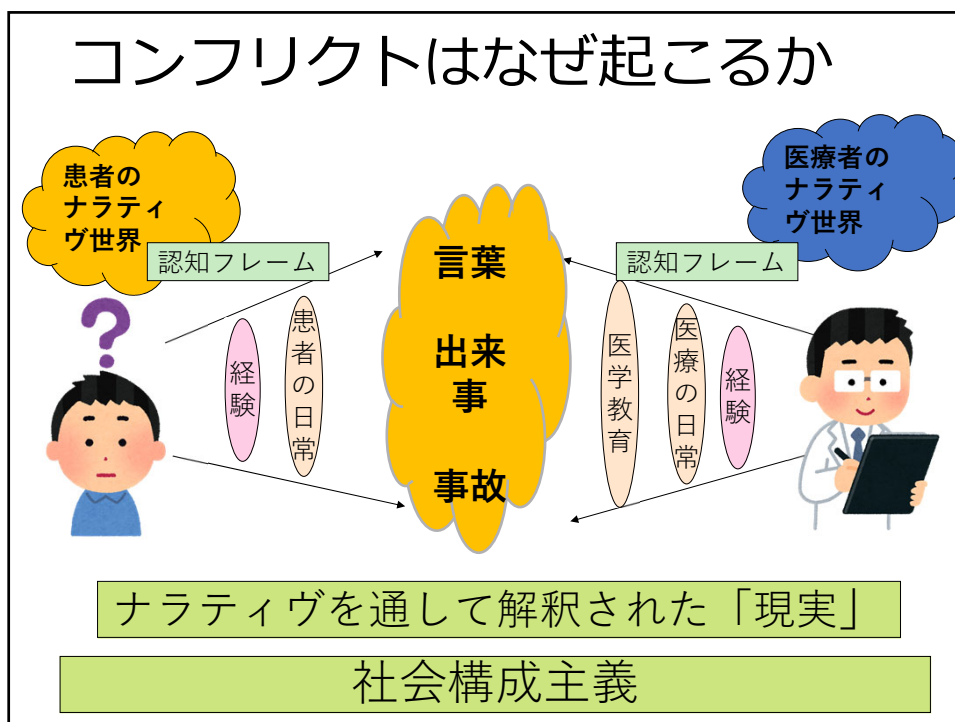 コンフリクトはなぜ起こるか
患者の
ナラティ
ヴ世界
医療者の
ナラティヴ
世界
認知フレーム
認知フレーム
言葉
出来
事
事故
?
経験
患者の日常
医学教育
医療の日常
経験
ナラティヴを通して解釈された「現実」
社会構成主義